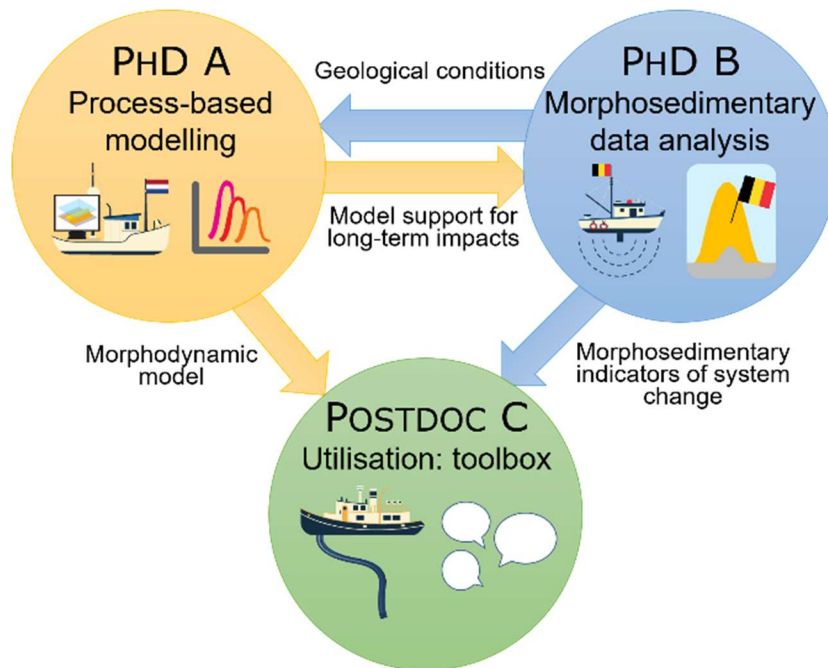 PHD A
Process-based
modelling
Geological conditions
Model support for
long-term impacts
PHD B
Morphosedimentary
data analysis
Morphodynamic
model
Morphosedimentary
indicators of system
change
POSTDOC C
Utilisation: toolbox